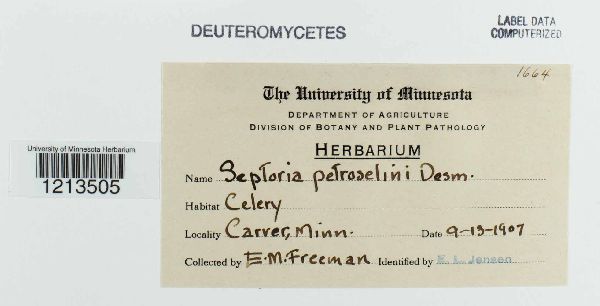 DEUTEROMYCETES
LABEL DATA
COMPUTERIZED
1664
The University of Minnesota
DEPARTMENT OF AGRICULTURE
DIVISION OF BOTANY AND PLANT PATHOLOGY
HERBARIUM
Name Septoria petroselini Desm.
Habitat Celery
Locality Carver, Minn. Date 9-13-1907
Collected by E.M. Freeman Identified by E. L. Jensen
University of Minnesota Herbarium
1213505